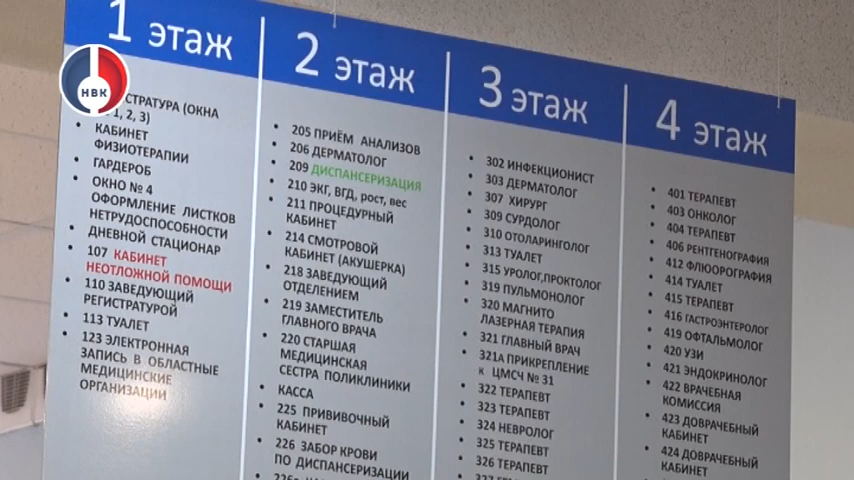 НВК
1 этаж
СТРАТУРА (ОКНА
1, 2, 3)
КАБИНЕТ
ФИЗИОТЕРАПИИ
ГАРДЕРОБ
ОКНО № 4
ОФОРМЛЕНИЕ ЛИСТКОВ
НЕТРУДОСПОСОБНОСТИ
ДНЕВНОЙ СТАЦИОНАР
107 КАБИНЕТ
НЕОТЛОЖНОЙ ПОМОЩИ
110 ЗАВЕДУЮЩИЙ
РЕГИСТРАТУРОЙ
113 ТУАЛЕТ
123 ЭЛЕКТРОННАЯ
ЗАПИСЬ В ОБЛАСТНЫЕ
МЕДИЦИНСКИЕ
ОРГАНИЗАЦИИ
2 этаж
205 ПРИЁМ АНАЛИЗОВ
206 ДЕРМАТОЛОГ
209 ДИСПАНСЕРИЗАЦИЯ
210 ЭКГ, ВГД, рост, вес
211 ПРОЦЕДУРНЫЙ
КАБИНЕТ
214 СМОТРОВОЙ
КАБИНЕТ (АКУШЕРКА)
218 ЗАВЕДУЮЩИЙ
ОТДЕЛЕНИЕМ
219 ЗАМЕСТИТЕЛЬ
ГЛАВНОГО ВРАЧА
220 СТАРШАЯ
МЕДИЦИНСКАЯ
СЕСТРА ПОЛИКЛИНИКИ
КАССА
225 ПРИВИВОЧНЫЙ
КАБИНЕТ
226 ЗАБОР КРОВИ
ПО ДИСПАНСЕРИЗАЦИИ
3 этаж
302 ИНФЕКЦИОНИСТ
303 ДЕРМАТОЛОГ
307 ХИРУРГ
309 СУРДОЛОГ
310 ОТОЛАРИНГОЛОГ
313 ТУАЛЕТ
315 УРОЛОГ,ПРОКТОЛОГ
319 ПУЛЬМОНОЛОГ
320 МАГНИТО
ЛАЗЕРНАЯ ТЕРАПИЯ
321 ГЛАВНЫЙ ВРАЧ
321А ПРИКРЕПЛЕНИЕ
к ЦМСЧ № 31
322 ТЕРАПЕВТ
323 ТЕРАПЕВТ
324 НЕВРОЛОГ
325 ТЕРАПЕВТ
326 ТЕРАПЕВТ
4 этаж
401 ТЕРАПЕВТ
403 ОНКОЛОГ
404 ТЕРАПЕВТ
406 РЕНТГЕНОГРАФИЯ
412 ФЛЮОРОГРАФИЯ
414 ТУАЛЕТ
415 ТЕРАПЕВТ
416 ГАСТРОЭНТЕРОЛОГ
419 ОФТАЛЬМОЛОГ
420 УЗИ
421 ЭНДОКРИНОЛОГ
422 ВРАЧЕБНАЯ
КОМИССИЯ
423 ДОВРАЧЕБНЫЙ
КАБИНЕТ
424 ДОВРАЧЕБНЫЙ
КАБИНЕТ